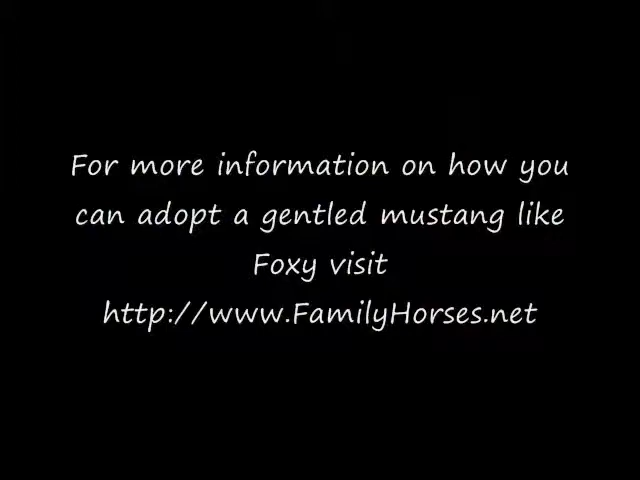 For more information on how you
can adopt a gentled mustang like
Foxy visit
http://www.FamilyHorses.net